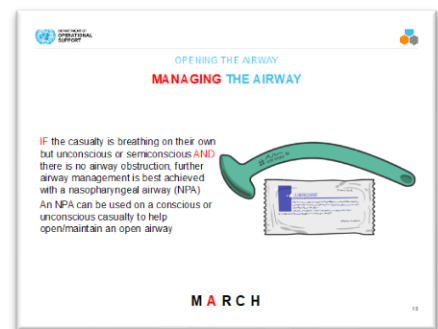 DEPARTMENT OF
OPERATIONAL
SUPPORT
OPENING THE AIRWAY
MANAGING THE AIRWAY
IF the casualty is breathing on their own
but unconscious or semiconscious AND
there is no airway obstruction, further
airway management is best achieved
with a nasopharyngeal airway (NPA)
An NPA can be used on a conscious or
unconscious casualty to help
open/maintain an open airway
MARCH